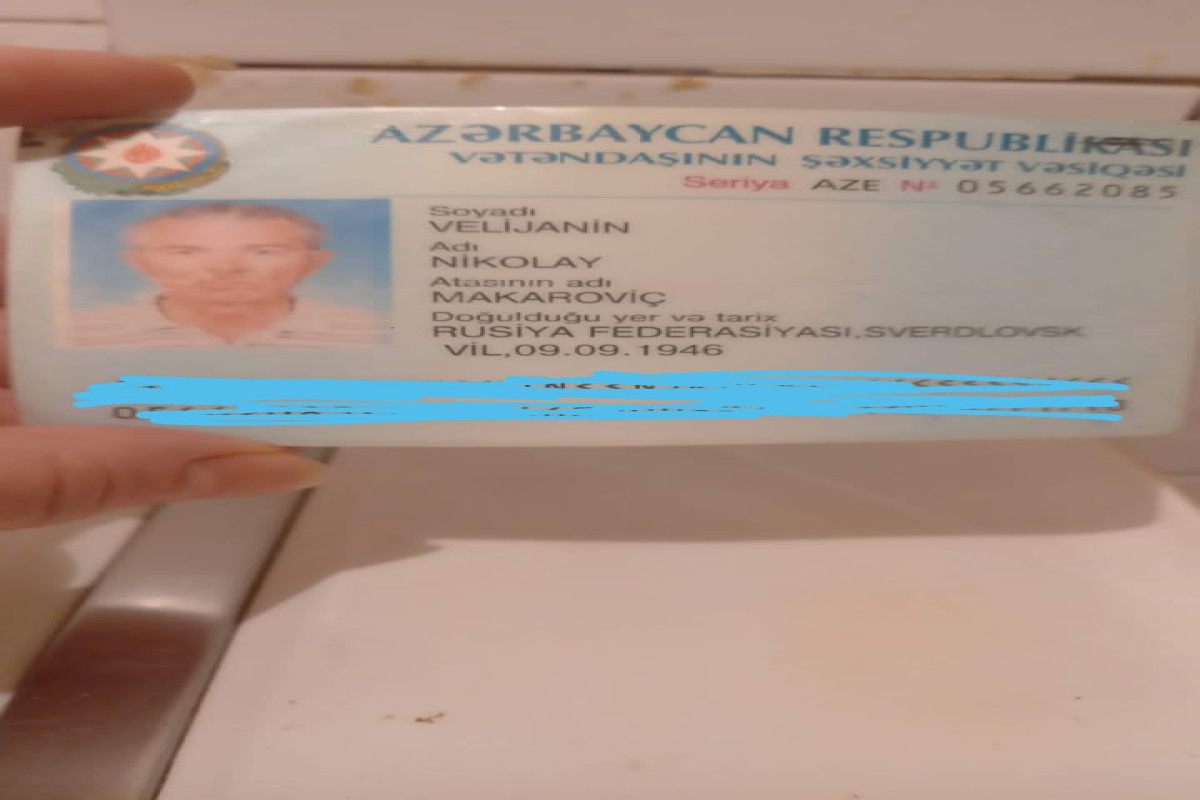 AZƏRBAYCAN RESPUBLİKASI
VƏTƏNDAŞININ ŞƏXSİYYƏT VƏSİQƏSİ
Seriya AZE № 05662085
Soyadı
VELİJANİN
Adı
NİKOLAY
Atasının adı
MAKAROVİÇ
Doğulduğu yer və tarix
RUSİYA FEDERASİYASI,SVERDLOVSK
VİL,09.09.1946